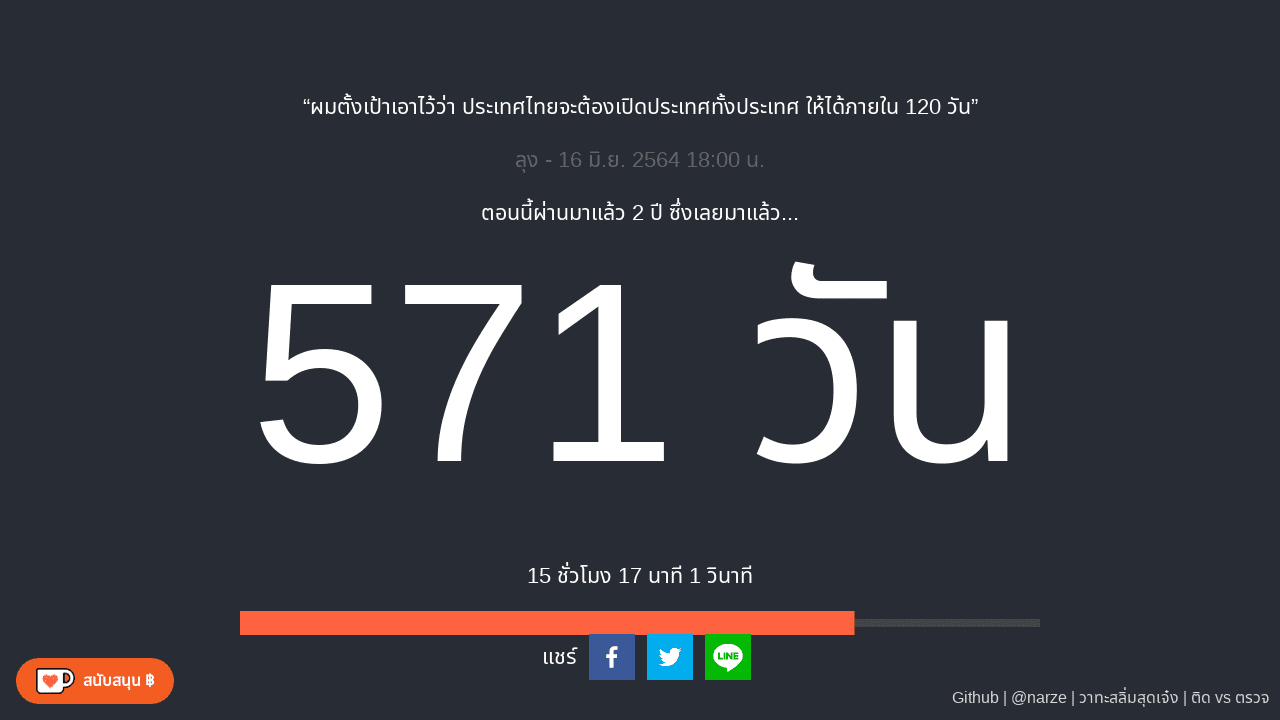 “ผมตั้งเป้าเอาไว้ว่า ประเทศไทยจะต้องเปิดประเทศทั้งประเทศ ให้ได้ภายใน 120 วัน”
ลุง - 16 มิ.ย. 2564 18:00 น.
ตอนนี้ผ่านมาแล้ว 2 ปี ซึ่งเลยมาแล้ว...
571 วัน
15 ชั่วโมง 17 นาที 1 วินาที
แชร์
LINE
สนับสนุน ฿
Github | @narze | วาทะสลิ่มสุดเจ๋ง | ติด vs ตรวจ